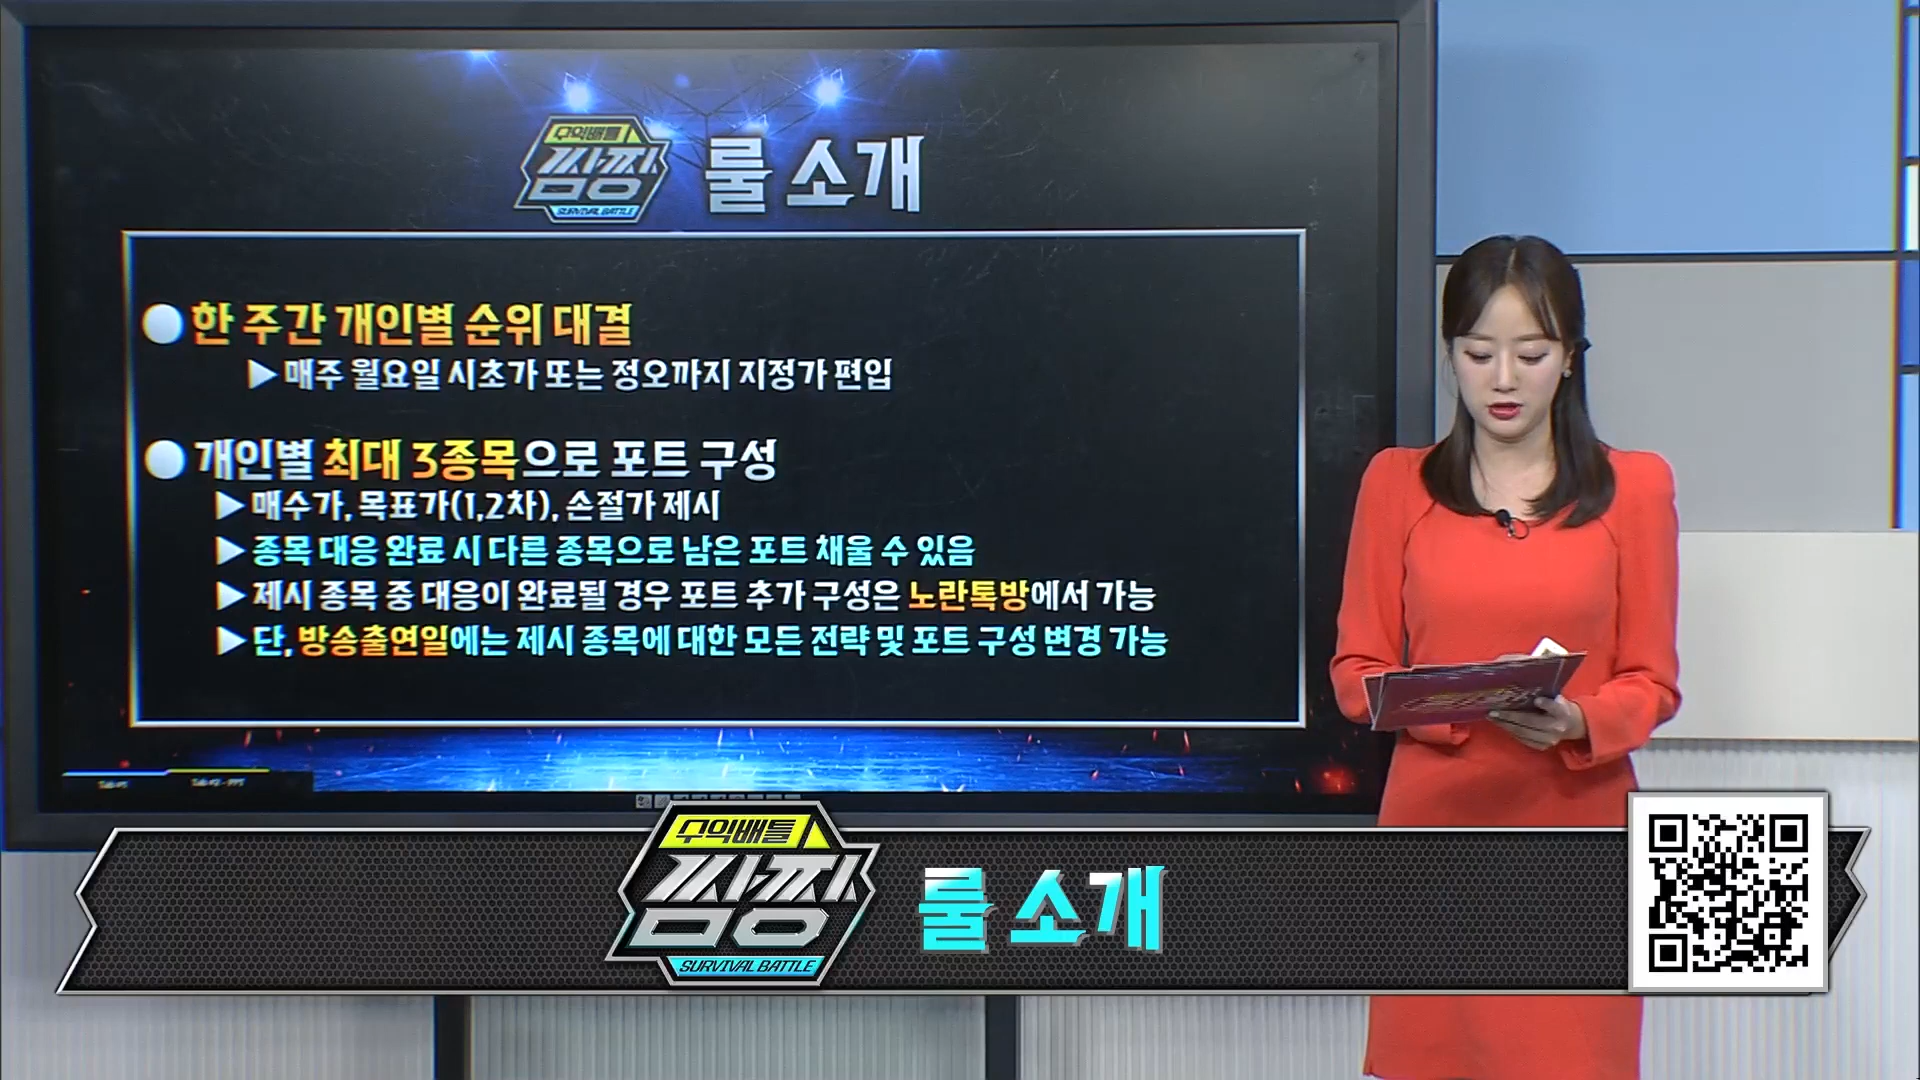 수익배틀
쩜짱
SURVIVAL BATTLE
룰 소개
한 주간 개인별 순위 대결
▶ 매주 월요일 시초가 또는 정오까지 지정가 편입
개인별 최대 3종목으로 포트 구성
▶ 매수가, 목표가(1,2차), 손절가 제시
▶ 종목 대응 완료 시 다른 종목으로 남은 포트 채울 수 있음
▶ 제시 종목 중 대응이 완료될 경우 포트 추가 구성은 노란톡방에서 가능
▶ 단, 방송출연일에는 제시 종목에 대한 모든 전략 및 포트 구성 변경 가능
수익배틀
쩜짱
SURVIVAL BATTLE
룰 소개